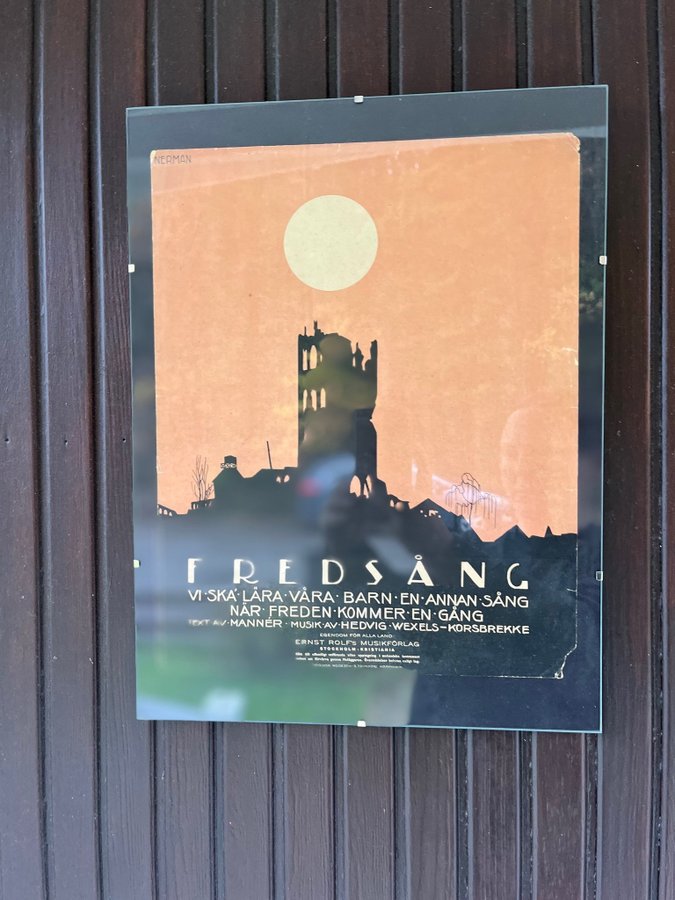 NERMAN
FREDSÅNG
VI·SKA'·LÄRA·VÅRA·BARN·EN·ANNAN·SÅNG
NÄR·FREDEN·KOMMER·EN·GÅNG
TEXT AV·MANNÉR·MUSIK·AV·HEDVIG·WEXELS-KORSBREKKE
EGENDOM FÖR ALLA LAND
ERNST ROLF'S MUSIKFÖRLAG
STOCKHOLM-KRISTIANIA